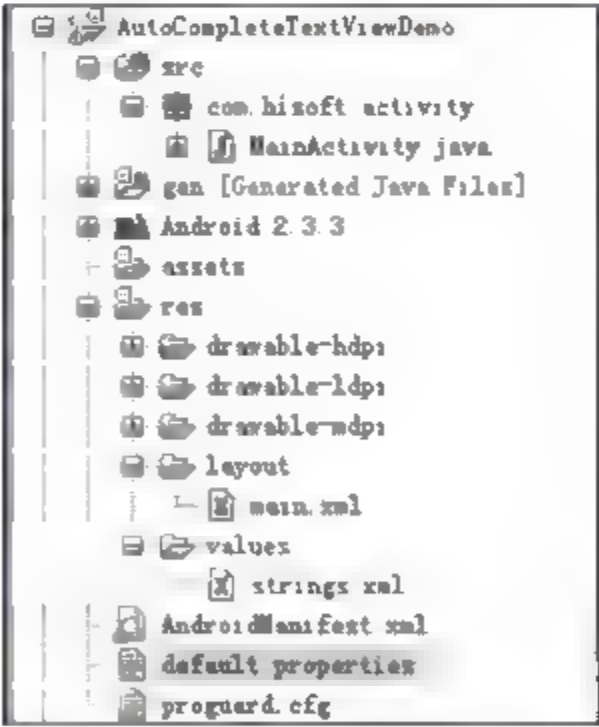 AutoCompleteTextViewDemo
src
com.hisoft.activity
MainActivity.java
gen [Generated Java Files]
Android 2.3.3
assets
res
drawable-hdpi
drawable-ldpi
drawable-mdpi
layout
main.xml
values
strings.xml
AndroidManifest.xml
default.properties
proguard.cfg